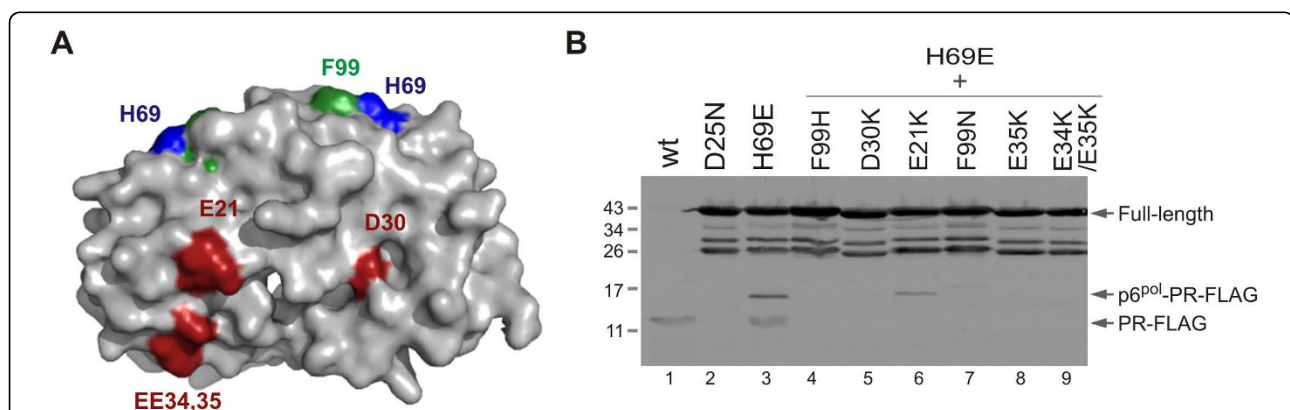 A
F99
H69
H69
E21
D30
EE34,35
B
H69E
+
wt
D25N
H69E
F99H
D30K
E21K
F99N
E35K
E34K
/E35K
43
34
26
17
11
Full-length
p6pol-PR-FLAG
PR-FLAG
1 2 3 4 5 6 7 8 9